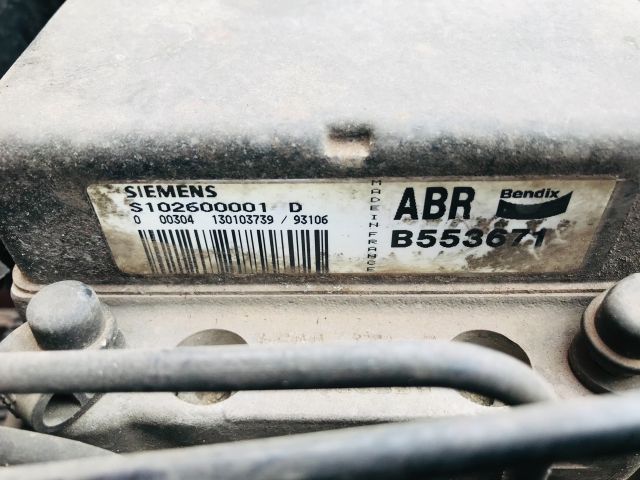 SIEMENS
S102600001 D
0 00304 130103739 / 93106
MADE IN FRANCE
ABR Bendix
B553671